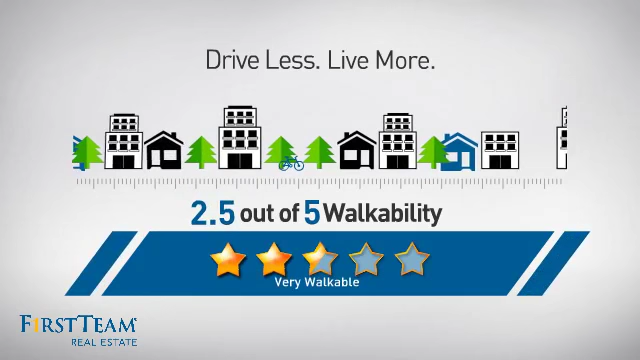 Drive Less. Live More.
2.5 out of 5 Walkability
Very Walkable
FIRSTTEAM®
REAL ESTATE